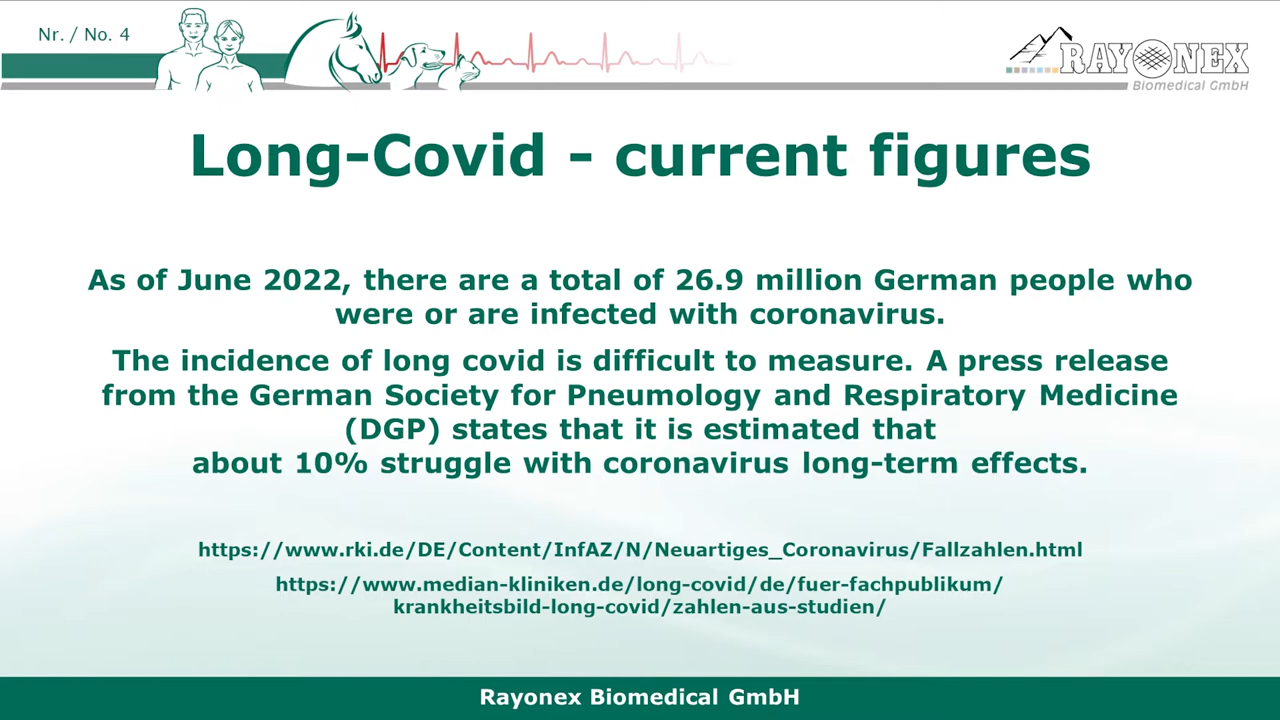 Nr. / No. 4
RAYONEX
Biomedical GmbH
Long-Covid - current figures
As of June 2022, there are a total of 26.9 million German people who
were or are infected with coronavirus.
The incidence of long covid is difficult to measure. A press release
from the German Society for Pneumology and Respiratory Medicine
(DGP) states that it is estimated that
about 10% struggle with coronavirus long-term effects.
https://www.rki.de/DE/Content/InfAZ/N/Neuartiges_Coronavirus/Fallzahlen.html
https://www.median-kliniken.de/long-covid/de/fuer-fachpublikum/
krankheitsbild-long-covid/zahlen-aus-studien/
Rayonex Biomedical GmbH